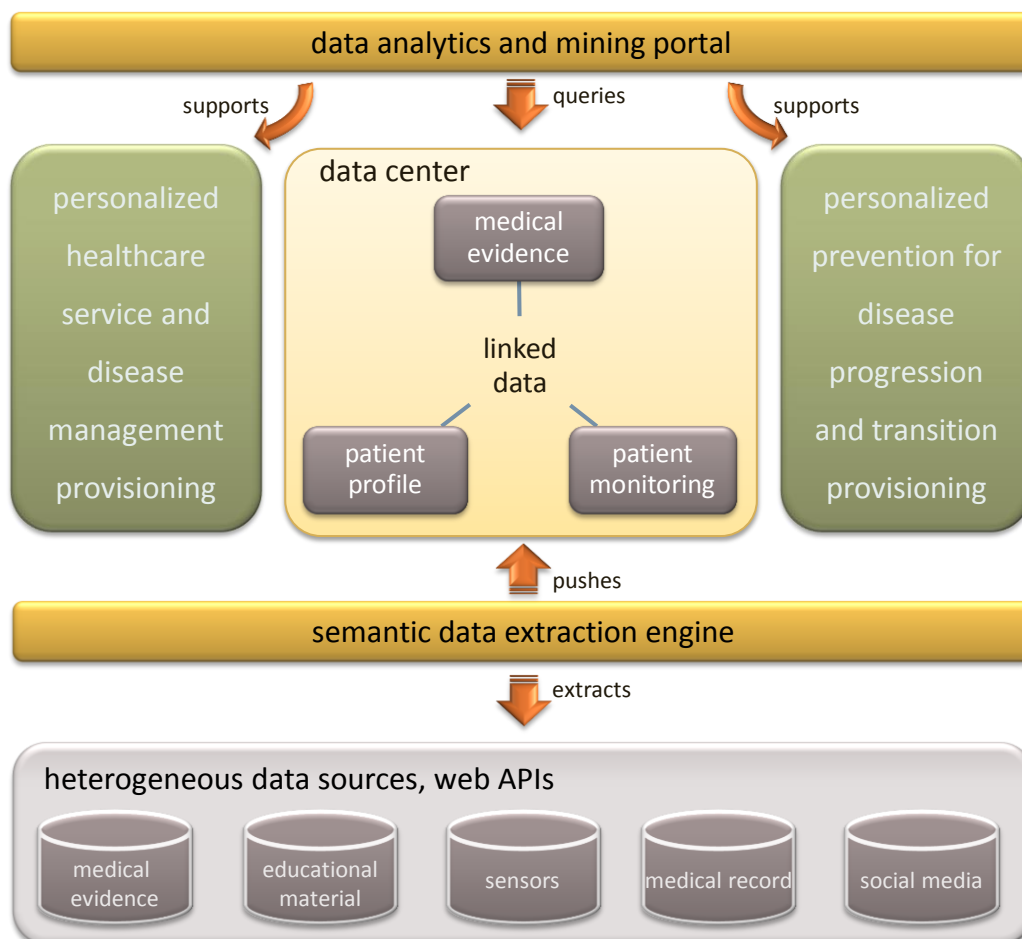 data analytics and mining portal
supports
queries
supports
personalized
healthcare
service and
disease
management
provisioning
data center
medical
evidence
linked
data
patient
profile
patient
monitoring
personalized
prevention for
disease
progression
and transition
provisioning
pushes
semantic data extraction engine
extracts
heterogeneous data sources, web APIs
medical
evidence
educational
material
sensors
medical record
social media